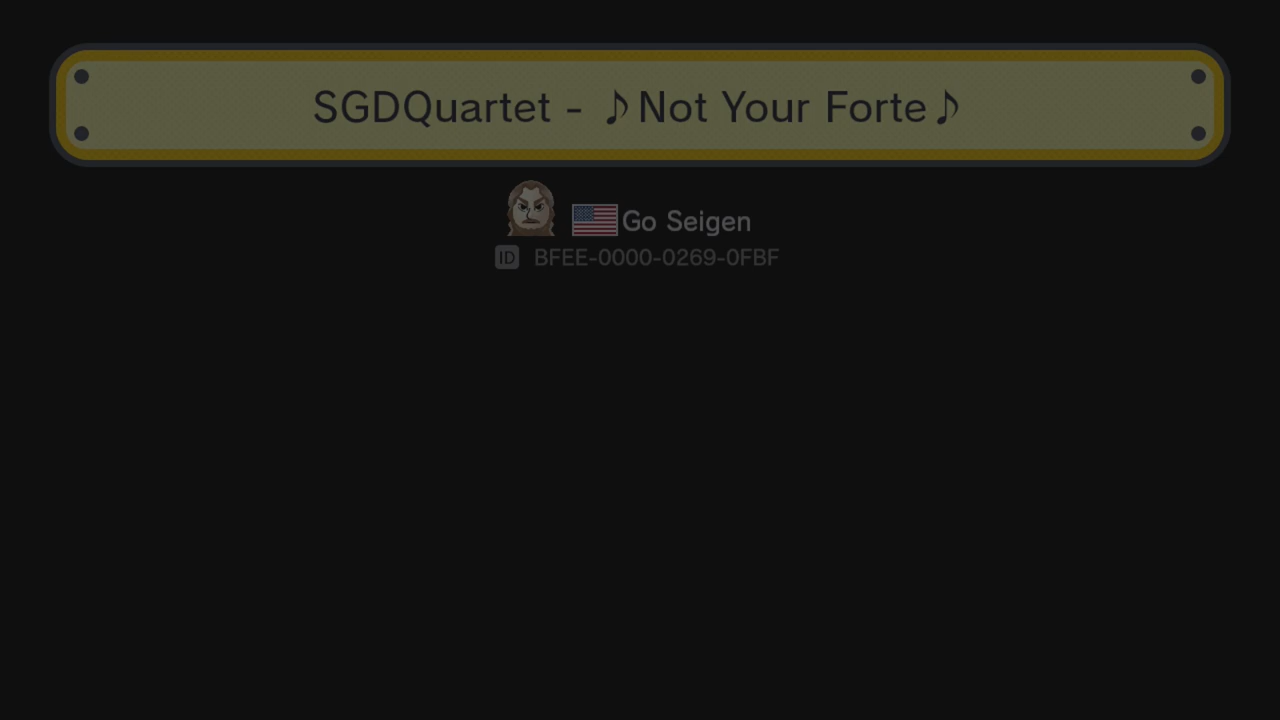 SGDQuartet - ♪Not Your Forte♪
Go Seigen
ID BFEE-0000-0269-0FBF